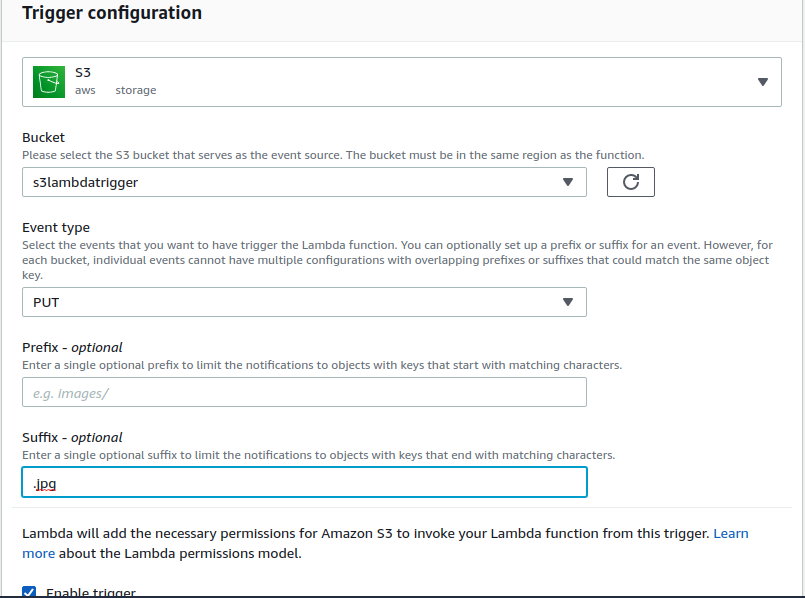 Trigger configuration
S3
aws storage
Bucket
Please select the S3 bucket that serves as the event source. The bucket must be in the same region as the function.
s3lambdatrigger
Event type
Select the events that you want to have trigger the Lambda function. You can optionally set up a prefix or suffix for an event. However, for
each bucket, individual events cannot have multiple configurations with overlapping prefixes or suffixes that could match the same object
key.
PUT
Prefix - optional
Enter a single optional prefix to limit the notifications to objects with keys that start with matching characters.
e.g. images/
Suffix - optional
Enter a single optional suffix to limit the notifications to objects with keys that end with matching characters.
.jpg
Lambda will add the necessary permissions for Amazon S3 to invoke your Lambda function from this trigger. Learn
more about the Lambda permissions model.
Enable trigger